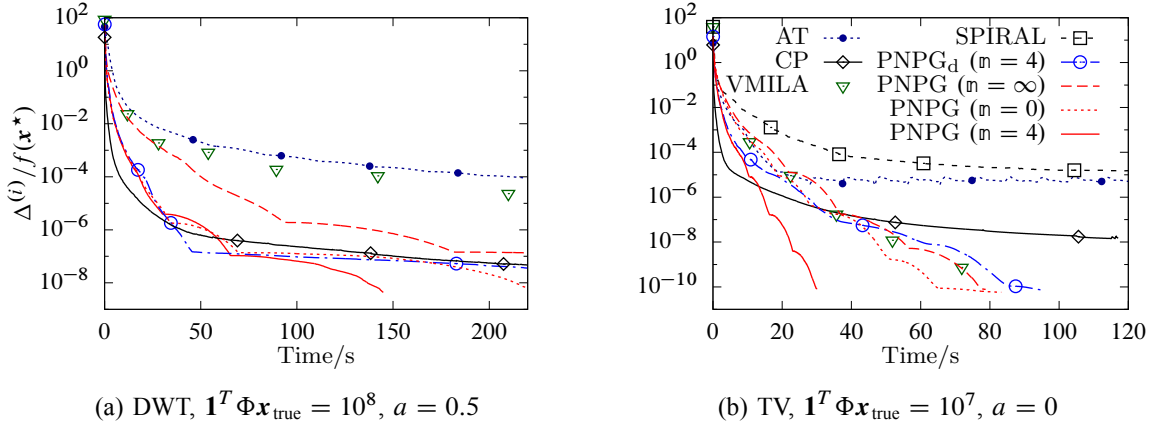 10^2
10^0
10^-2
10^-4
10^-6
10^-8
Δ^(i)/f(x^⋆)
0 50 100 150 200
Time/s
AT
CP
VMILA
(a) DWT, 1^T Φx_true = 10^8, a = 0.5
10^2
10^0
10^-2
10^-4
10^-6
10^-8
10^-10
0 20 40 60 80 100 120
Time/s
SPIRAL
PNPG_d (m = 4)
PNPG (m = ∞)
PNPG (m = 0)
PNPG (m = 4)
(b) TV, 1^T Φx_true = 10^7, a = 0